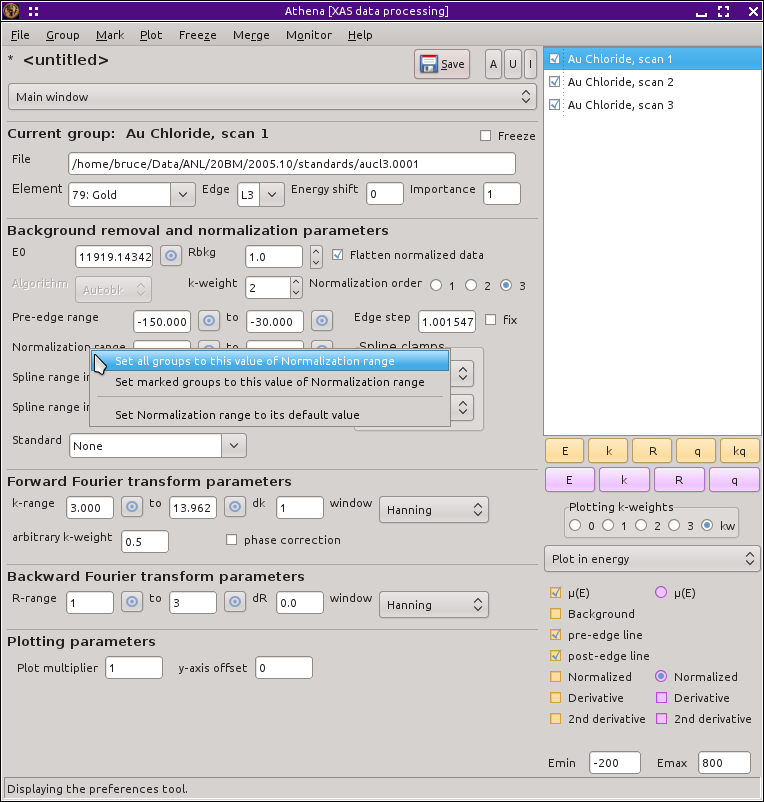 Athena [XAS data processing]
File Group Mark Plot Freeze Merge Monitor Help
* <untitled> Save A U I
Main window
Current group: Au Chloride, scan 1 Freeze
File /home/bruce/Data/ANL/20BM/2005.10/standards/aucl3.0001
Element 79: Gold Edge L3 Energy shift 0 Importance 1
Background removal and normalization parameters
E0 11919.14342 Rbkg 1.0 Flatten normalized data
Algorithm Autobk k-weight 2 Normalization order 1 2 3
Pre-edge range -150.000 to -30.000 Edge step 1.001547 fix
Normalization range to Spline clamps
Set all groups to this value of Normalization range
Spline range in
Set marked groups to this value of Normalization range
Spline range in
Set Normalization range to its default value
Standard None
Forward Fourier transform parameters
k-range 3.000 to 13.962 dk 1 window Hanning
arbitrary k-weight 0.5 phase correction
Backward Fourier transform parameters
R-range 1 to 3 dR 0.0 window Hanning
Plotting parameters
Plot multiplier 1 y-axis offset 0
Au Chloride, scan 1
Au Chloride, scan 2
Au Chloride, scan 3
E k R q kq
E k R q
Plotting k-weights
0 1 2 3 kw
Plot in energy
μ(E) μ(E)
Background
pre-edge line
post-edge line
Normalized Normalized
Derivative Derivative
2nd derivative 2nd derivative
Emin -200 Emax 800
Displaying the preferences tool.